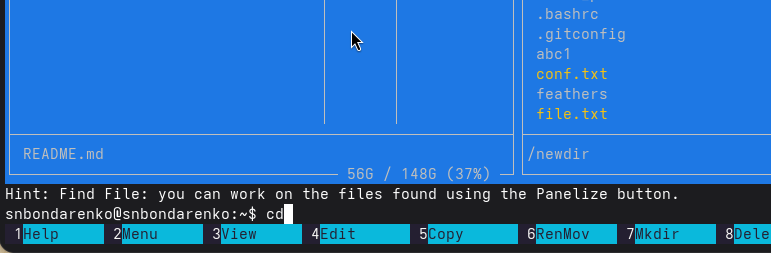 .bashrc
.gitconfig
abc1
conf.txt
feathers
file.txt
README.md
/newdir
56G / 148G (37%)
Hint: Find File: you can work on the files found using the Panelize button.
snbondarenko@snbondarenko:~$ cd
1Help 2Menu 3View 4Edit 5Copy 6RenMov 7Mkdir 8Dele